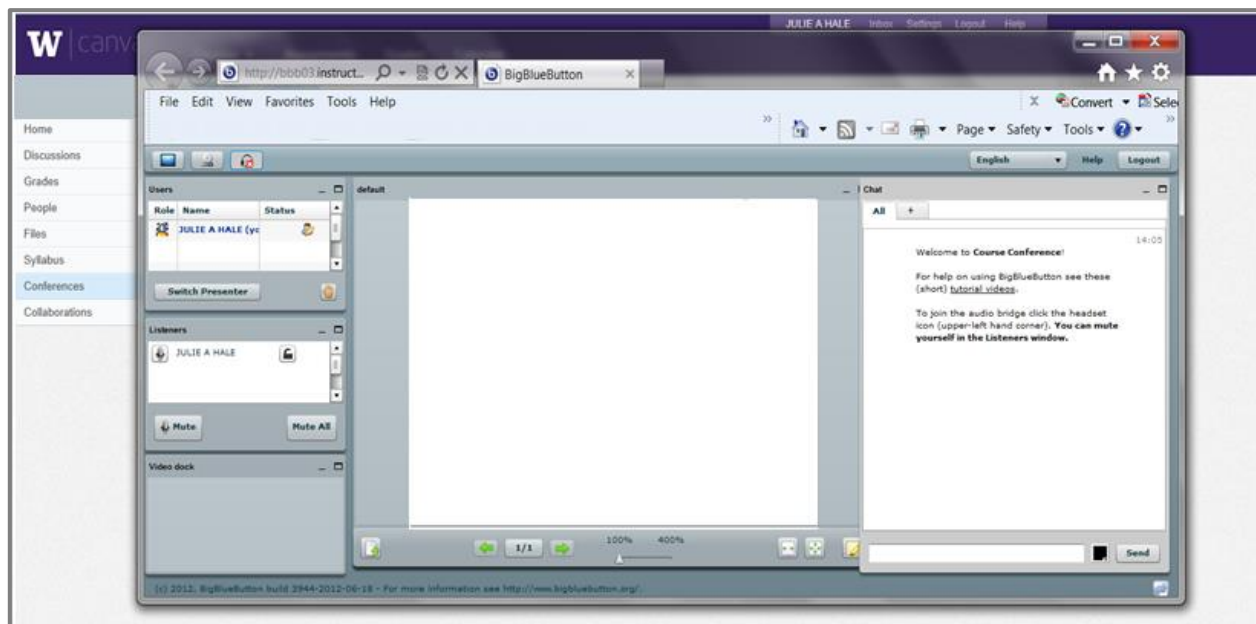 JULIE A HALE Inbox Settings Logout Help
W canv
http://bbb03.instruct... BigBlueButton
File Edit View Favorites Tools Help
Convert Sele
Page Safety Tools
Home
Discussions
Grades
People
Files
Syllabus
Conferences
Collaborations
English Help Logout
Users
Role Name Status
JULIE A HALE (yo
Switch Presenter
Listeners
JULIE A HALE
Mute Mute All
Video dock
default
1/1
100% 400%
Chat
All +
14:05
Welcome to Course Conference!
For help on using BigBlueButton see these
(short) tutorial videos.
To join the audio bridge click the headset
icon (upper-left hand corner). You can mute
yourself in the Listeners window.
Send
(c) 2012. BigBlueButton build 3944-2012-06-18 - For more information see http://www.bigbluebutton.org/.